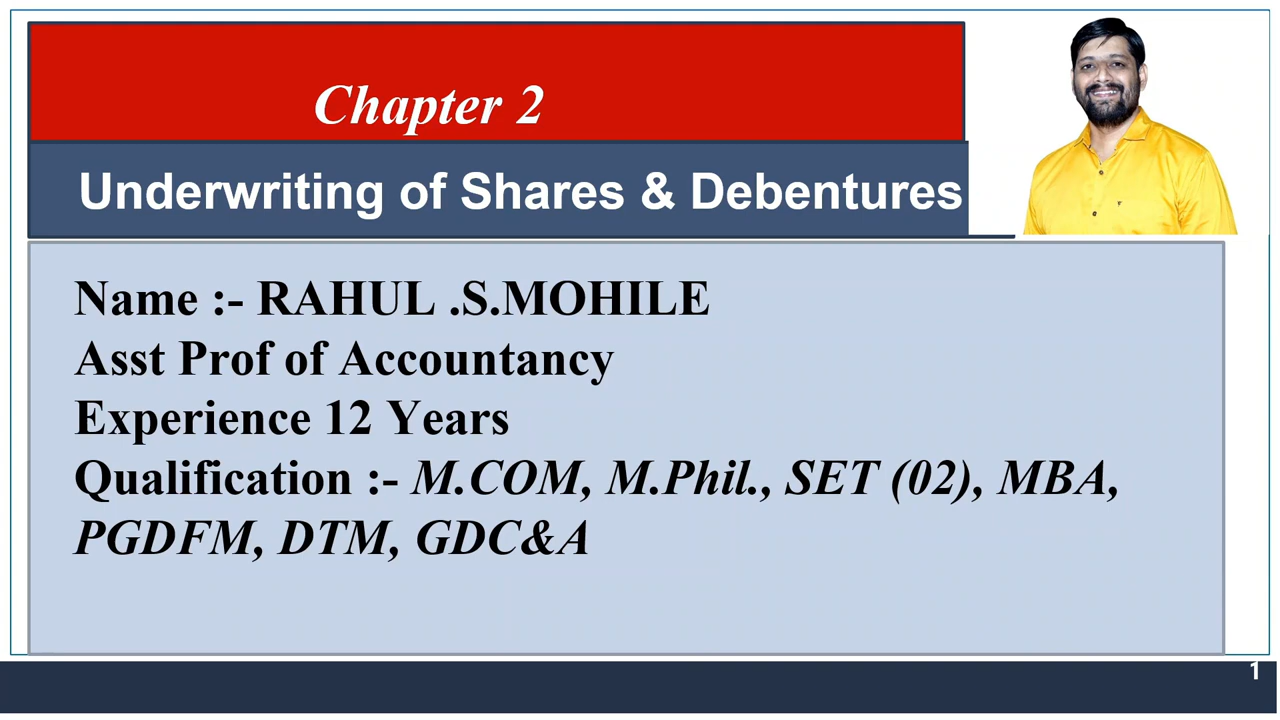 Chapter 2
Underwriting of Shares & Debentures
Name :- RAHUL .S.MOHILE
Asst Prof of Accountancy
Experience 12 Years
Qualification :- M.COM, M.Phil., SET (02), MBA,
PGDFM, DTM, GDC&A
1